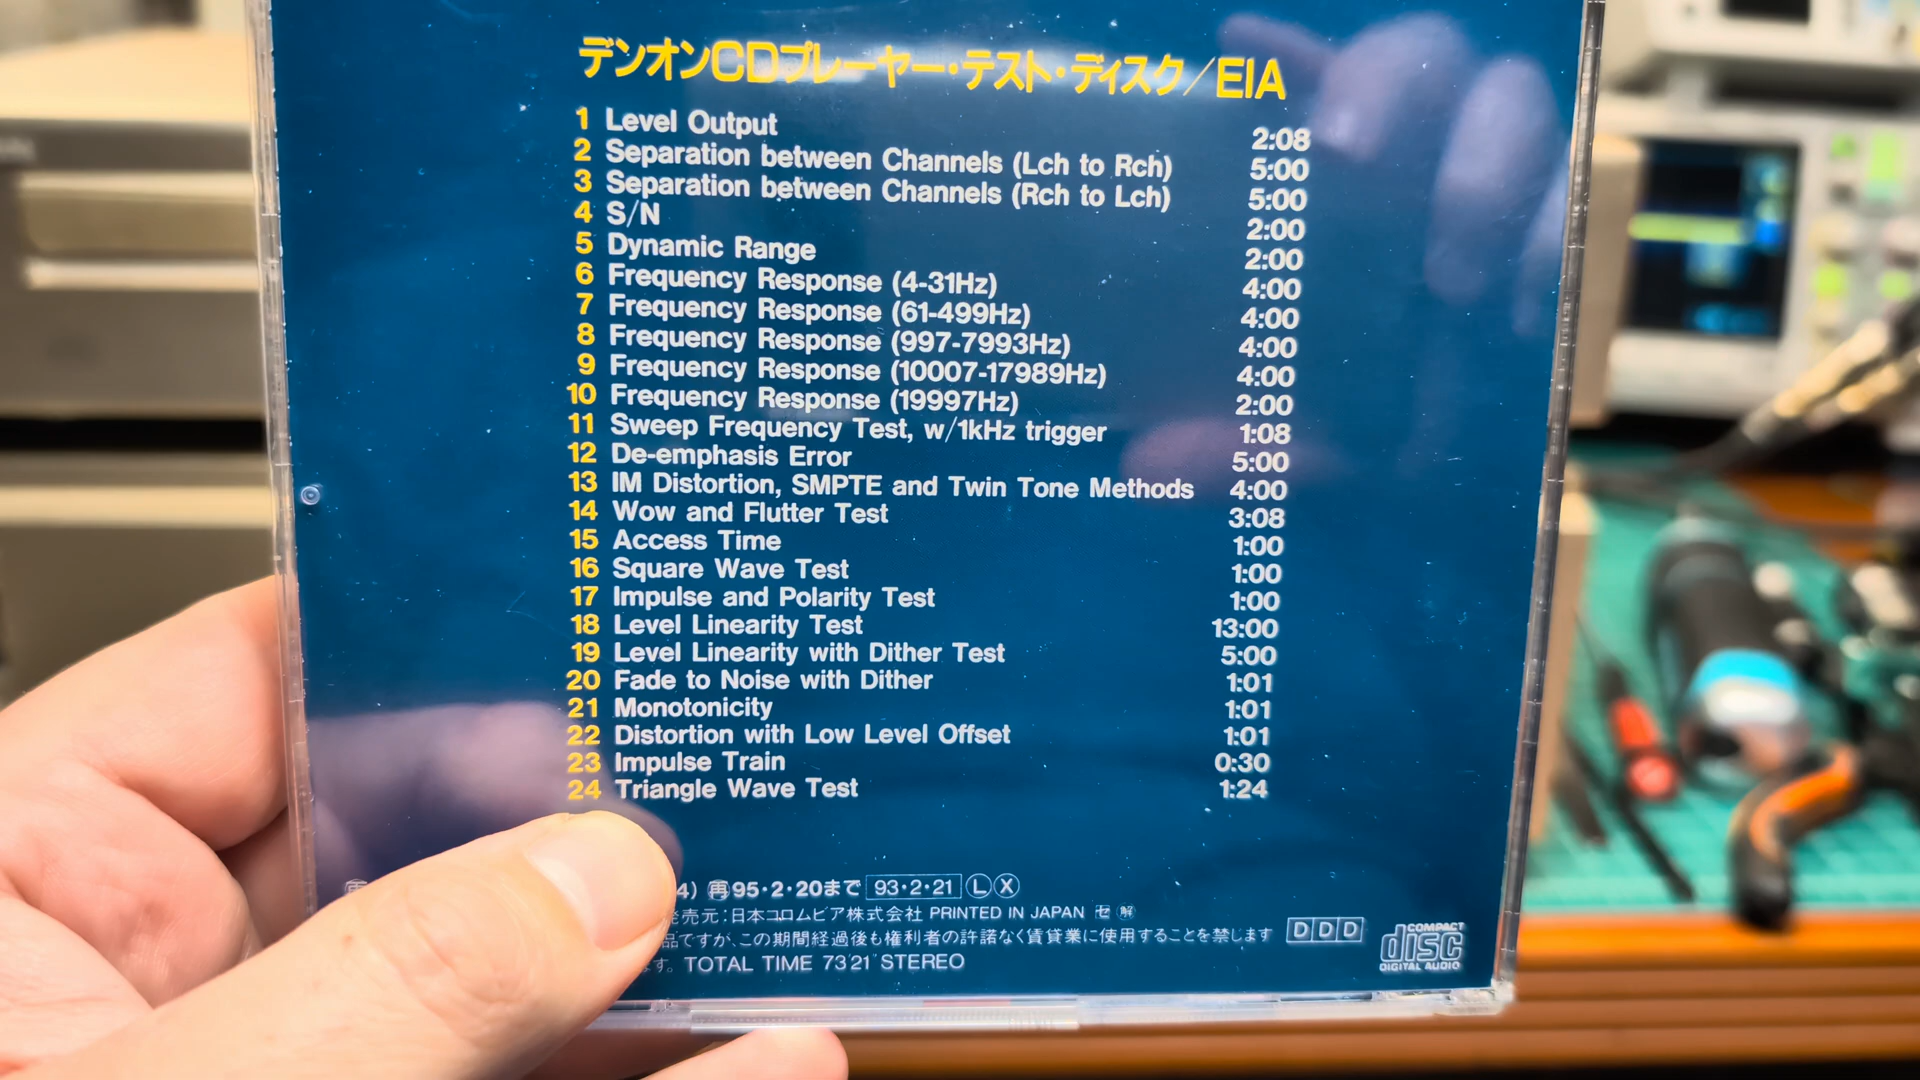 デンオンCDプレーヤー・テスト・ディスク／EIA
1 Level Output 2:08
2 Separation between Channels (Lch to Rch) 5:00
3 Separation between Channels (Rch to Lch) 5:00
4 S/N 2:00
5 Dynamic Range 2:00
6 Frequency Response (4-31Hz) 4:00
7 Frequency Response (61-499Hz) 4:00
8 Frequency Response (997-7993Hz) 4:00
9 Frequency Response (10007-17989Hz) 4:00
10 Frequency Response (19997Hz) 2:00
11 Sweep Frequency Test, w/1kHz trigger 1:08
12 De-emphasis Error 5:00
13 IM Distortion, SMPTE and Twin Tone Methods 4:00
14 Wow and Flutter Test 3:08
15 Access Time 1:00
16 Square Wave Test 1:00
17 Impulse and Polarity Test 1:00
18 Level Linearity Test 13:00
19 Level Linearity with Dither Test 5:00
20 Fade to Noise with Dither 1:01
21 Monotonicity 1:01
22 Distortion with Low Level Offset 1:01
23 Impulse Train 0:30
24 Triangle Wave Test 1:24
4) 再 95・2・20まで 93・2・21 L X
発売元：日本コロムビア株式会社 PRINTED IN JAPAN
品ですが、この期間経過後も権利者の許諾なく賃貸業に使用することを禁じます
ます。 TOTAL TIME 73'21" STEREO
DDD
COMPACT disc DIGITAL AUDIO